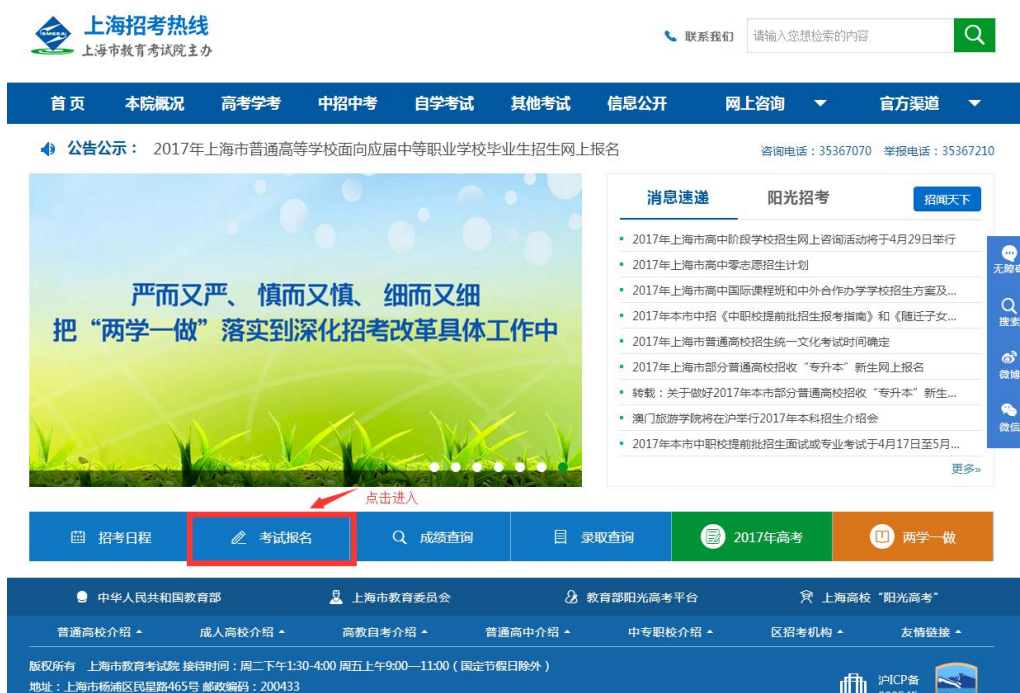 上海招考热线
上海市教育考试院主办
联系我们
请输入您想检索的内容
首页 本院概况 高考学考 中招中考 自学考试 其他考试 信息公开 网上咨询 官方渠道
公告公示： 2017年上海市普通高等学校面向应届中等职业学校毕业生招生网上报名
咨询电话：35367070 举报电话：35367210
严而又严、 慎而又慎、 细而又细
把“两学一做”落实到深化招考改革具体工作中
消息速递 阳光招考 招闻天下
2017年上海市高中阶段学校招生网上咨询活动将于4月29日举行
2017年上海市高中零志愿招生计划
2017年上海市高中国际课程班和中外合作办学学校招生方案及...
2017年本市中招《中职校提前批招生报考指南》和《随迁子女...
2017年上海市普通高校招生统一文化考试时间确定
2017年上海市部分普通高校招收“专升本”新生网上报名
转载：关于做好2017年本市部分普通高校招收“专升本”新生...
澳门旅游学院将在沪举行2017年本科招生介绍会
2017年本市中职校提前批招生面试或专业考试于4月17日至5月...
更多»
无障碍
搜索
微博
微信
点击进入
招考日程 考试报名 成绩查询 录取查询 2017年高考 两学一做
中华人民共和国教育部 上海市教育委员会 教育部阳光高考平台 上海高校“阳光高考”
普通高校介绍 成人高校介绍 高教自考介绍 普通高中介绍 中专职校介绍 区招考机构 友情链接
版权所有 上海市教育考试院 接待时间：周二下午1:30-4:00 周五上午9:00—11:00（国定节假日除外）
地址：上海市杨浦区民星路465号 邮政编码：200433
沪ICP备